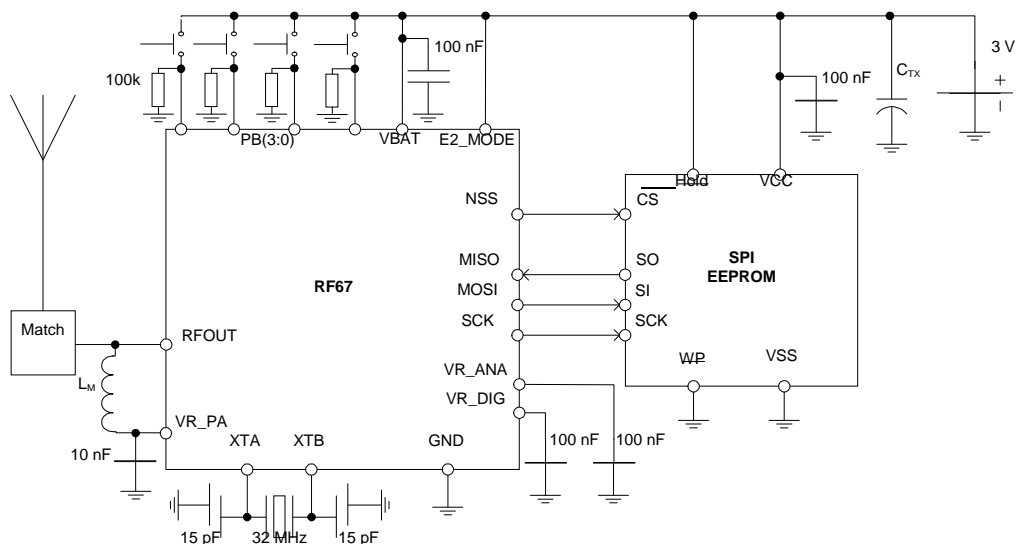 100 nF
3 V
100k
100 nF
C_TX
PB(3:0)
VBAT
E2_MODE
Hold
VCC
NSS
CS
MISO
SO
SPI
EEPROM
RF67
MOSI
SI
SCK
SCK
Match
RFOUT
WP
VSS
VR_ANA
L_M
VR_DIG
VR_PA
XTA
XTB
GND
100 nF
100 nF
10 nF
15 pF
32 MHz
15 pF